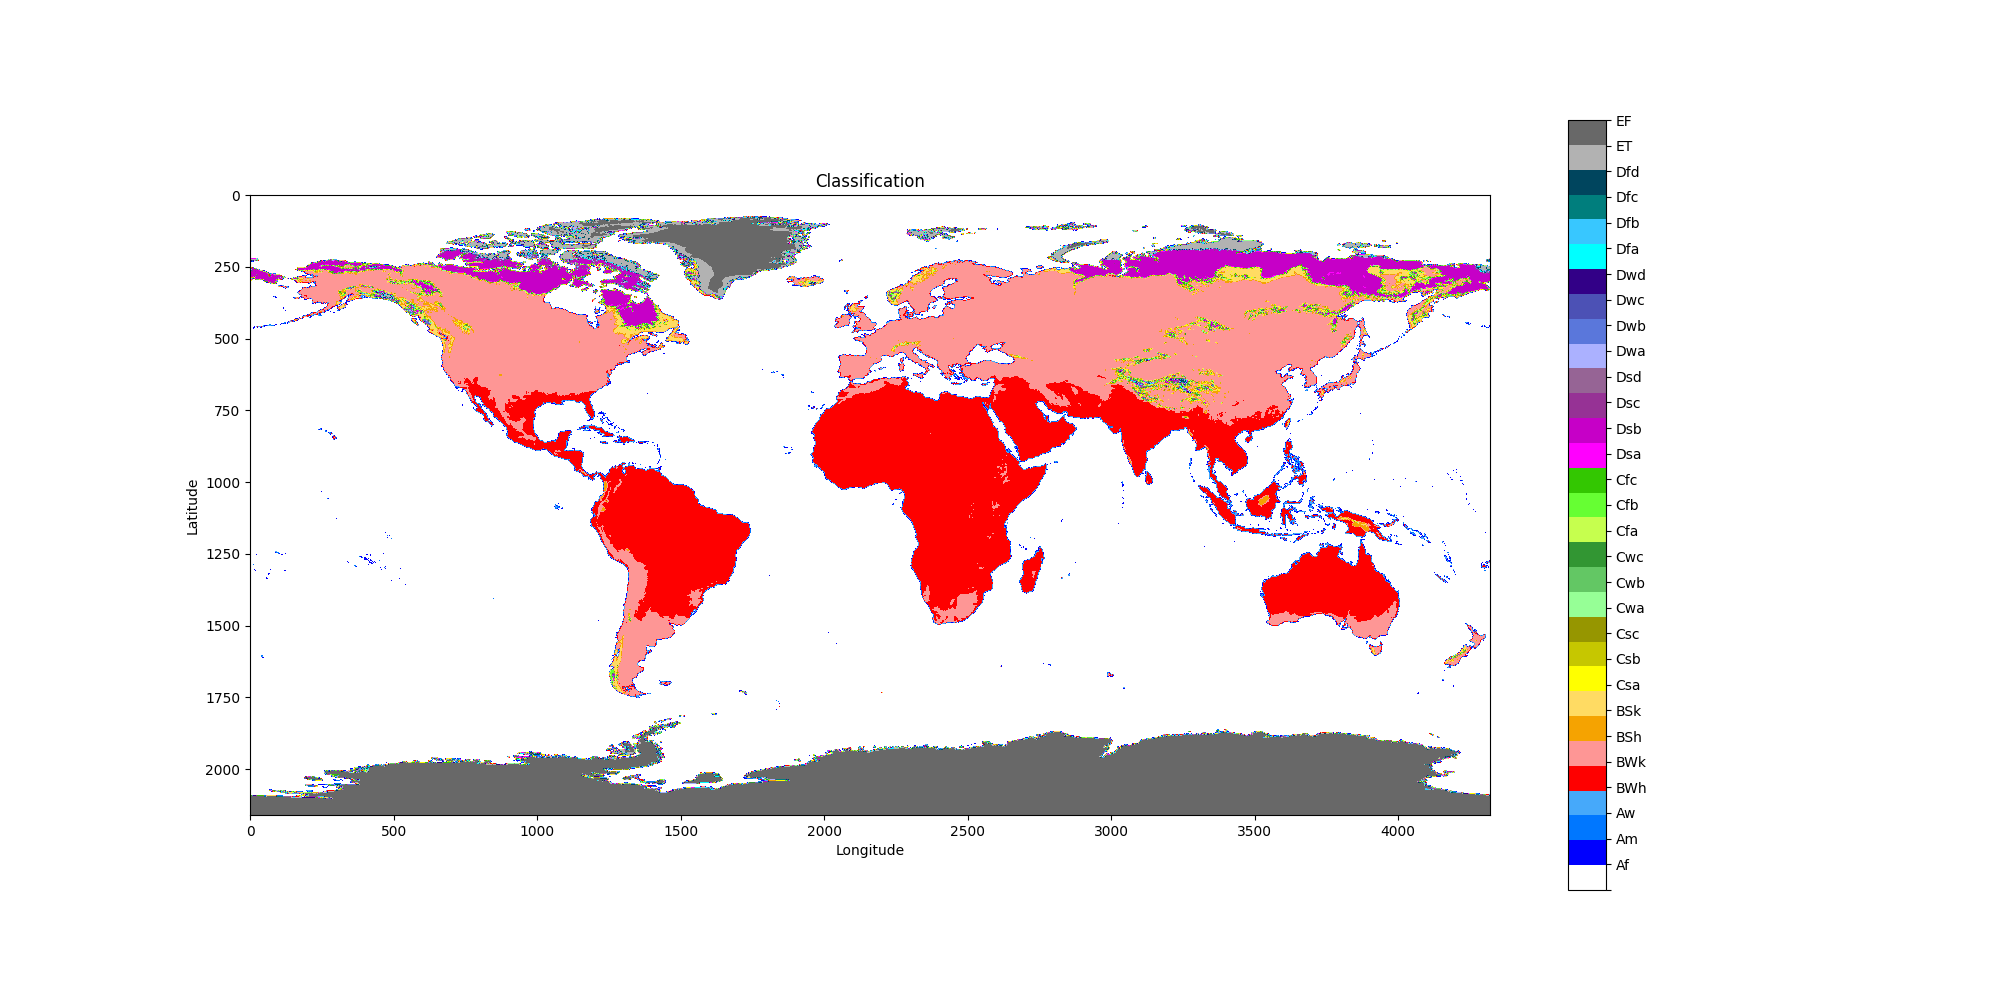 Classification
0
250
500
750
1000
1250
1500
1750
2000
Latitude
0
500
1000
1500
2000
2500
3000
3500
4000
Longitude
EF
ET
Dfd
Dfc
Dfb
Dfa
Dwd
Dwc
Dwb
Dwa
Dsd
Dsc
Dsb
Dsa
Cfc
Cfb
Cfa
Cwc
Cwb
Cwa
Csc
Csb
Csa
BSk
BSh
BWk
BWh
Aw
Am
Af